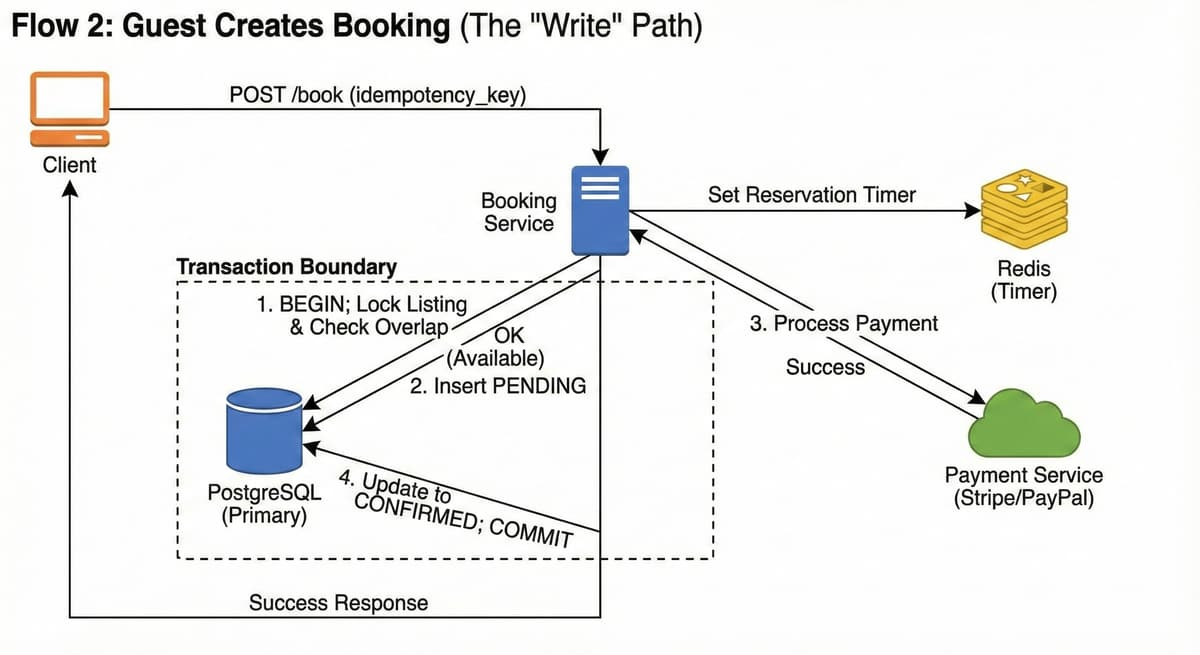 Flow 2: Guest Creates Booking (The "Write" Path)
POST /book (idempotency_key)
Client
Booking
Service
Set Reservation Timer
Redis
(Timer)
Transaction Boundary
1. BEGIN; Lock Listing
& Check Overlap
OK
(Available)
2. Insert PENDING
3. Process Payment
Success
PostgreSQL
(Primary)
4. Update to
CONFIRMED; COMMIT
Payment Service
(Stripe/PayPal)
Success Response